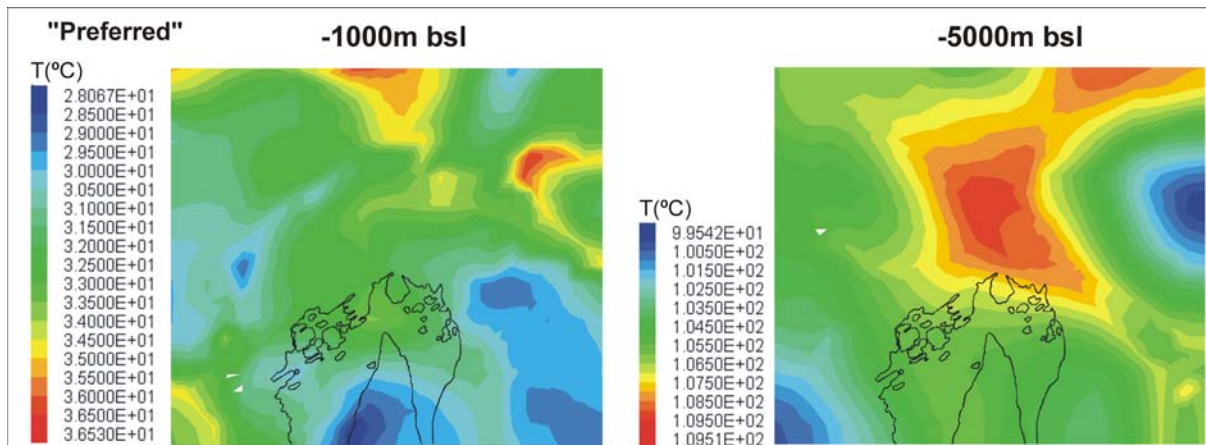 "Preferred"
-1000m bsl
-5000m bsl
T(ºC)
2.8067E+01
2.8500E+01
2.9000E+01
2.9500E+01
3.0000E+01
3.0500E+01
3.1000E+01
3.1500E+01
3.2000E+01
3.2500E+01
3.3000E+01
3.3500E+01
3.4000E+01
3.4500E+01
3.5000E+01
3.5500E+01
3.6000E+01
3.6500E+01
3.6530E+01
T(ºC)
9.9542E+01
1.0050E+02
1.0150E+02
1.0250E+02
1.0350E+02
1.0450E+02
1.0550E+02
1.0650E+02
1.0750E+02
1.0850E+02
1.0950E+02
1.0951E+02